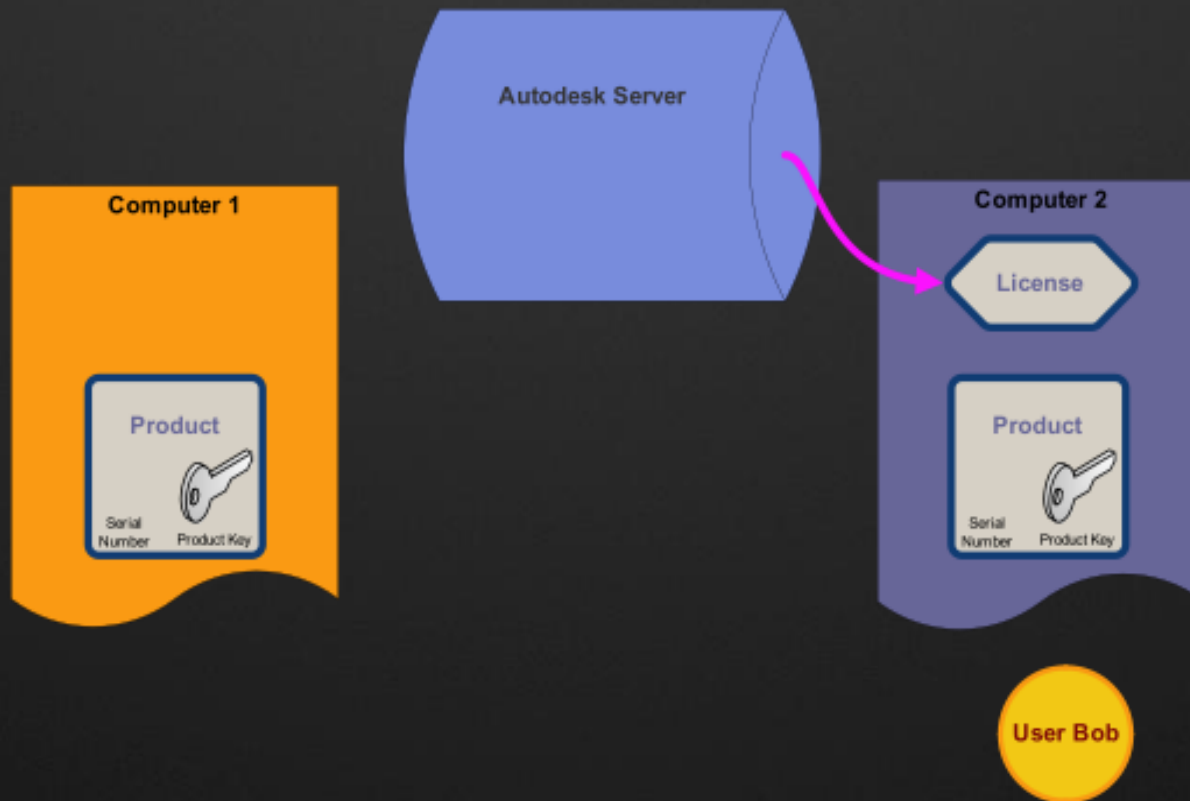 Autodesk Server
Computer 1
Product
Serial
Number
Product Key
Computer 2
License
Product
Serial
Number
Product Key
User Bob